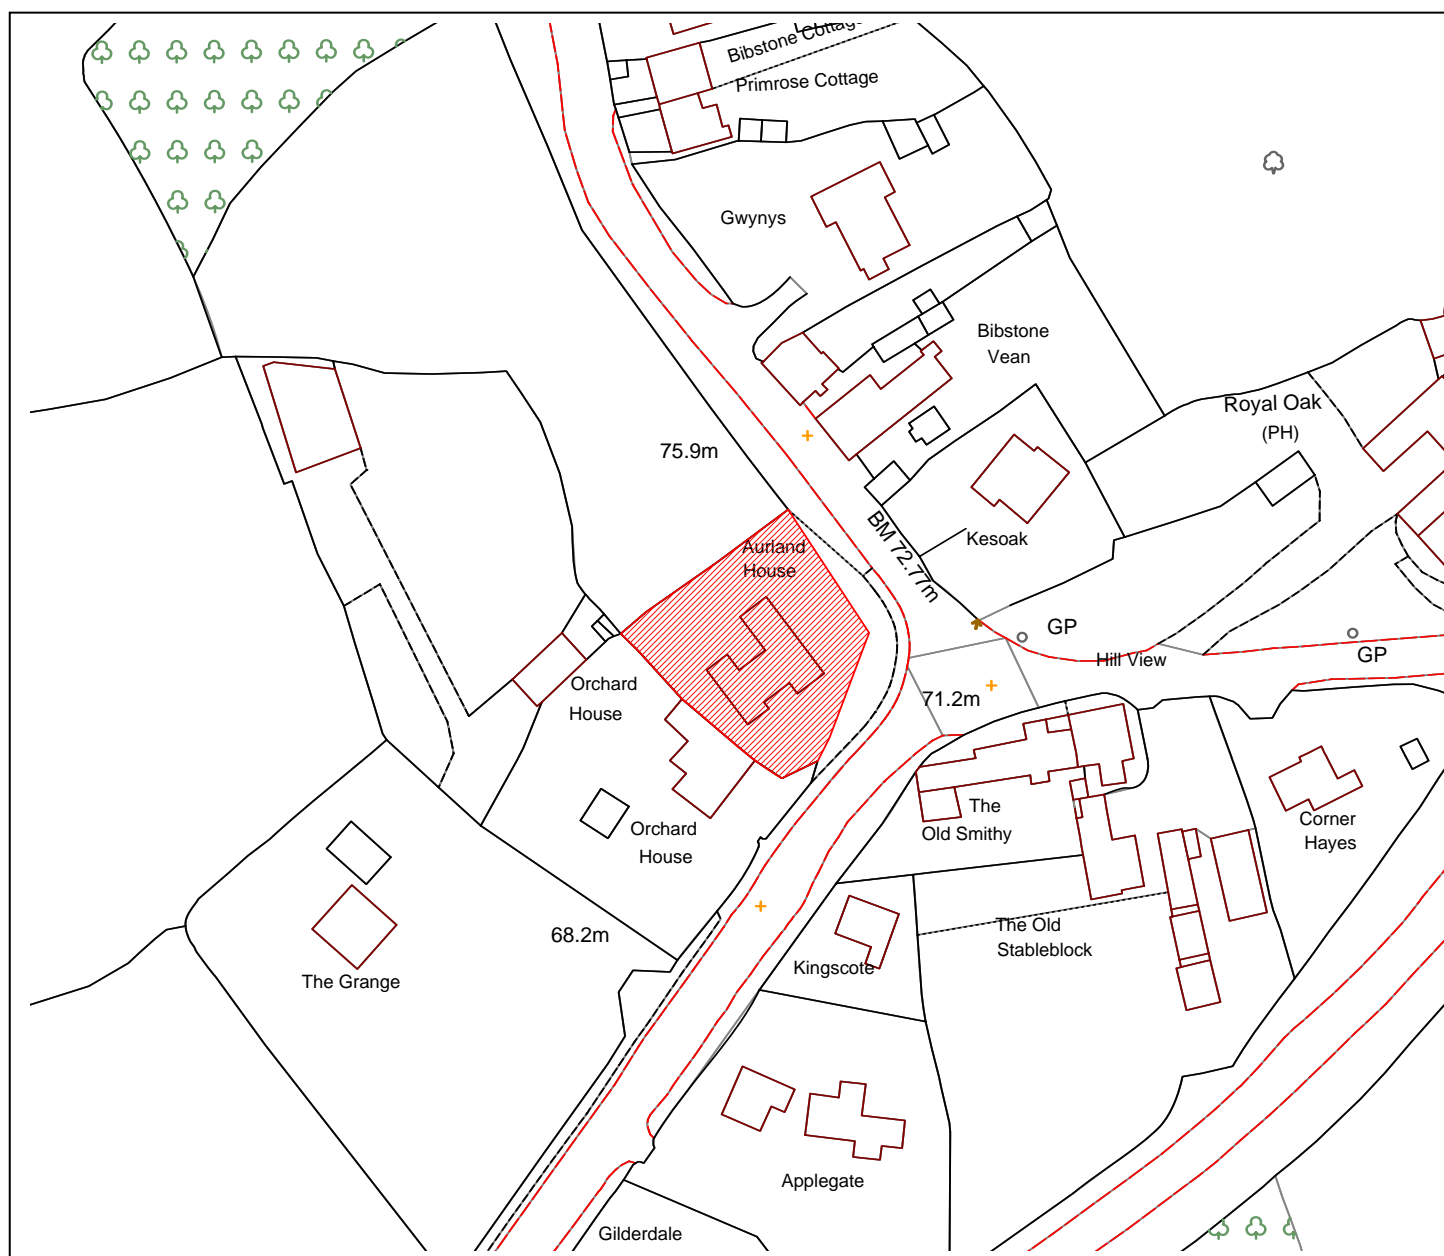 Bibstone Cottage
Primrose Cottage
Gwynys
Bibstone
Vean
Royal Oak
(PH)
75.9m
BM 72.77m
Kesoak
Aurland
House
GP
Hill View
GP
Orchard
House
71.2m
The
Old Smithy
Corner
Hayes
Orchard
House
The Old
Stableblock
68.2m
Kingscote
The Grange
Applegate
Gilderdale